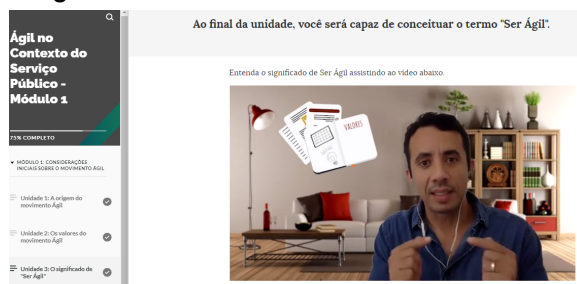 Ágil no
Contexto do
Serviço
Público -
Módulo 1
73% COMPLETO
MÓDULO 1: CONSIDERAÇÕES
INICIAIS SOBRE O MOVIMENTO ÁGIL
Unidade 1: A origem do
movimento Ágil
Unidade 2: Os valores do
movimento Ágil
Unidade 3: O significado de
"Ser Ágil"
Ao final da unidade, você será capaz de conceituar o termo "Ser Ágil".
Entenda o significado de Ser Ágil assistindo ao vídeo abaixo.
VALORES